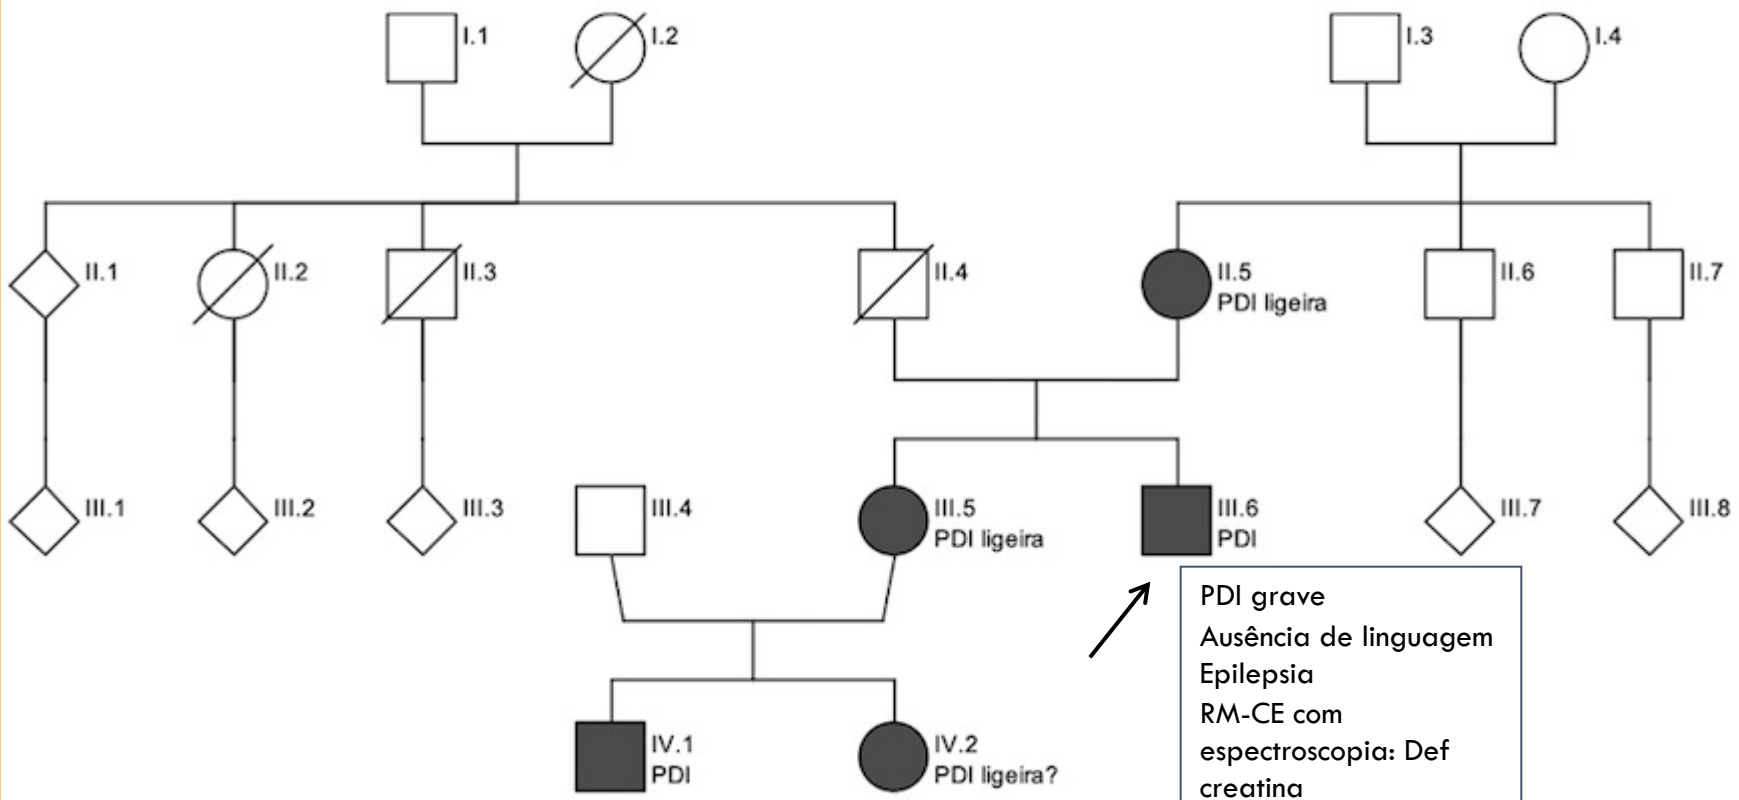 I.1
I.2
I.3
I.4
II.1
II.2
II.3
II.4
II.5
PDI ligeira
II.6
II.7
III.1
III.2
III.3
III.4
III.5
PDI ligeira
III.6
PDI
III.7
III.8
PDI grave
Ausência de linguagem
Epilepsia
RM-CE com
espectroscopia: Def
creatina
IV.1
PDI
IV.2
PDI ligeira?